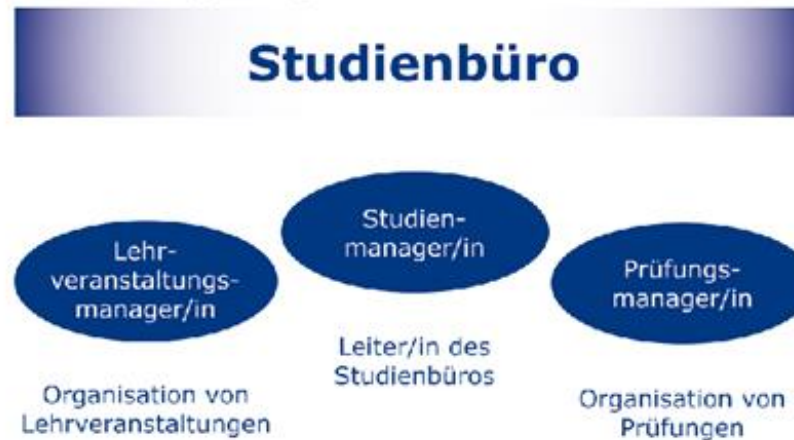 Studienbüro
Lehr-
veranstaltungs-
manager/in
Organisation von
Lehrveranstaltungen
Studien-
manager/in
Leiter/in des
Studienbüros
Prüfungs-
manager/in
Organisation von
Prüfungen